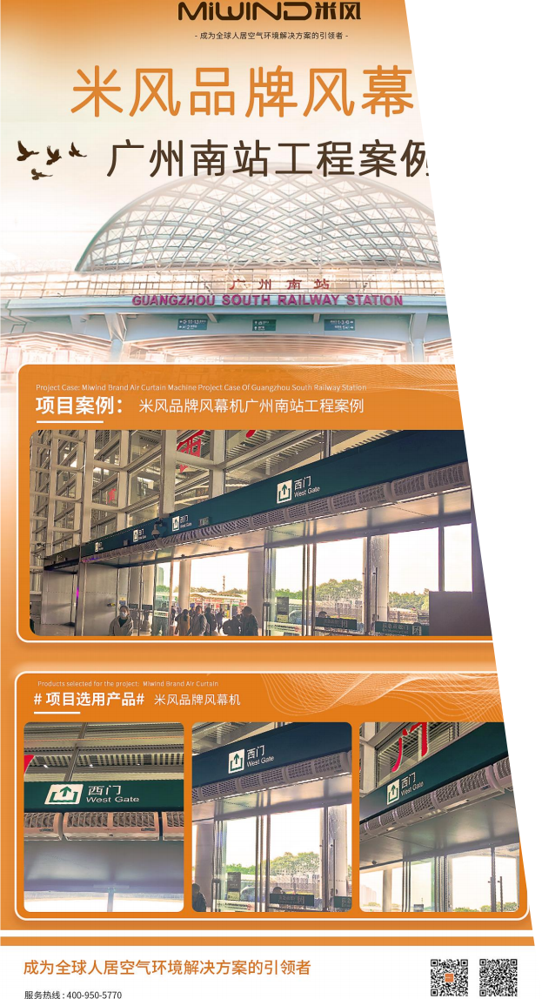 MiWIND米风
- 成为全球人居空气环境解决方案的引领者 -
米风品牌风幕
广州南站工程案例
广州南站
GUANGZHOU SOUTH RAILWAY STATION
Project Case: Miwind Brand Air Curtain Machine Project Case Of Guangzhou South Railway Station
项目案例： 米风品牌风幕机广州南站工程案例
西门
West Gate
西门
西门
西门
Products selected for the project: Miwind Brand Air Curtain
# 项目选用产品# 米风品牌风幕机
西门
West Gate
西门
West Gate
门
西门
West Gate
成为全球人居空气环境解决方案的引领者
服务热线 : 400-950-5770